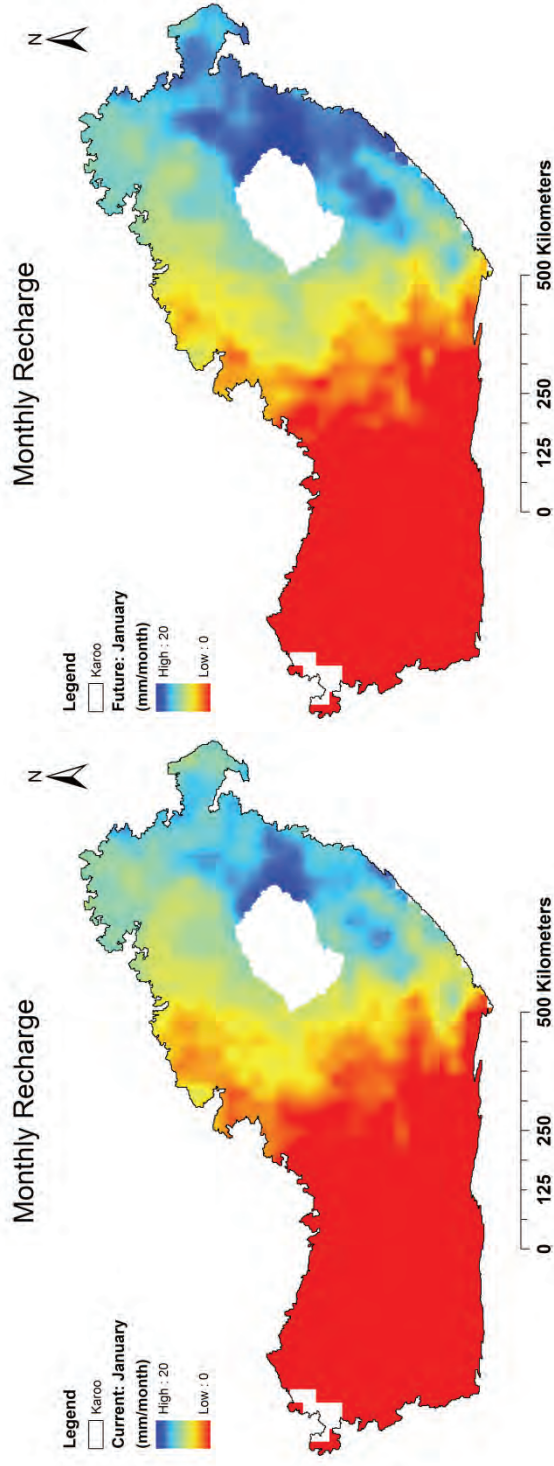 Monthly Recharge
N
Legend
Karoo
Current: January
(mm/month)
High : 20
Low : 0
0 125 250 500 Kilometers
Monthly Recharge
N
Legend
Karoo
Future: January
(mm/month)
High : 20
Low : 0
0 125 250 500 Kilometers